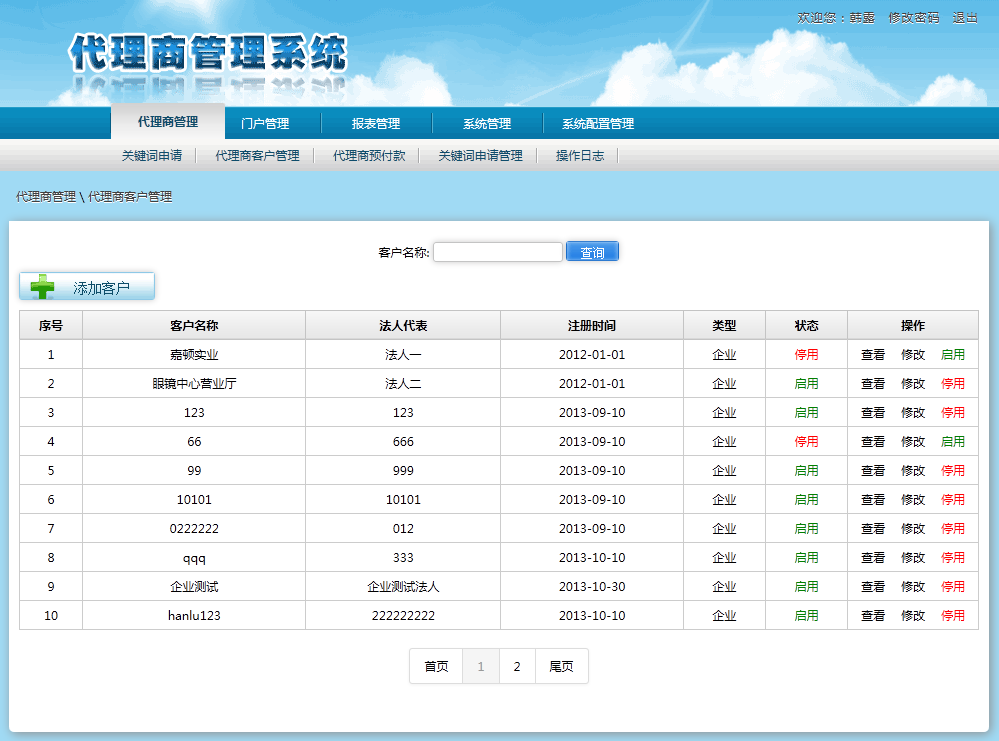 欢迎您：韩露 修改密码 退出
代理商管理系统
代理商管理 门户管理 报表管理 系统管理 系统配置管理
关键词申请 代理商客户管理 代理商预付款 关键词申请管理 操作日志
代理商管理 \ 代理商客户管理
客户名称: 查询
添加客户
序号 客户名称 法人代表 注册时间 类型 状态 操作
1 嘉顿实业 法人一 2012-01-01 企业 停用 查看 修改 启用
2 眼镜中心营业厅 法人二 2012-01-01 企业 启用 查看 修改 停用
3 123 123 2013-09-10 企业 启用 查看 修改 停用
4 66 666 2013-09-10 企业 停用 查看 修改 启用
5 99 999 2013-09-10 企业 启用 查看 修改 停用
6 10101 10101 2013-09-10 企业 启用 查看 修改 停用
7 0222222 012 2013-09-10 企业 启用 查看 修改 停用
8 qqq 333 2013-10-10 企业 启用 查看 修改 停用
9 企业测试 企业测试法人 2013-10-30 企业 启用 查看 修改 停用
10 hanlu123 222222222 2013-10-10 企业 启用 查看 修改 停用
首页 1 2 尾页